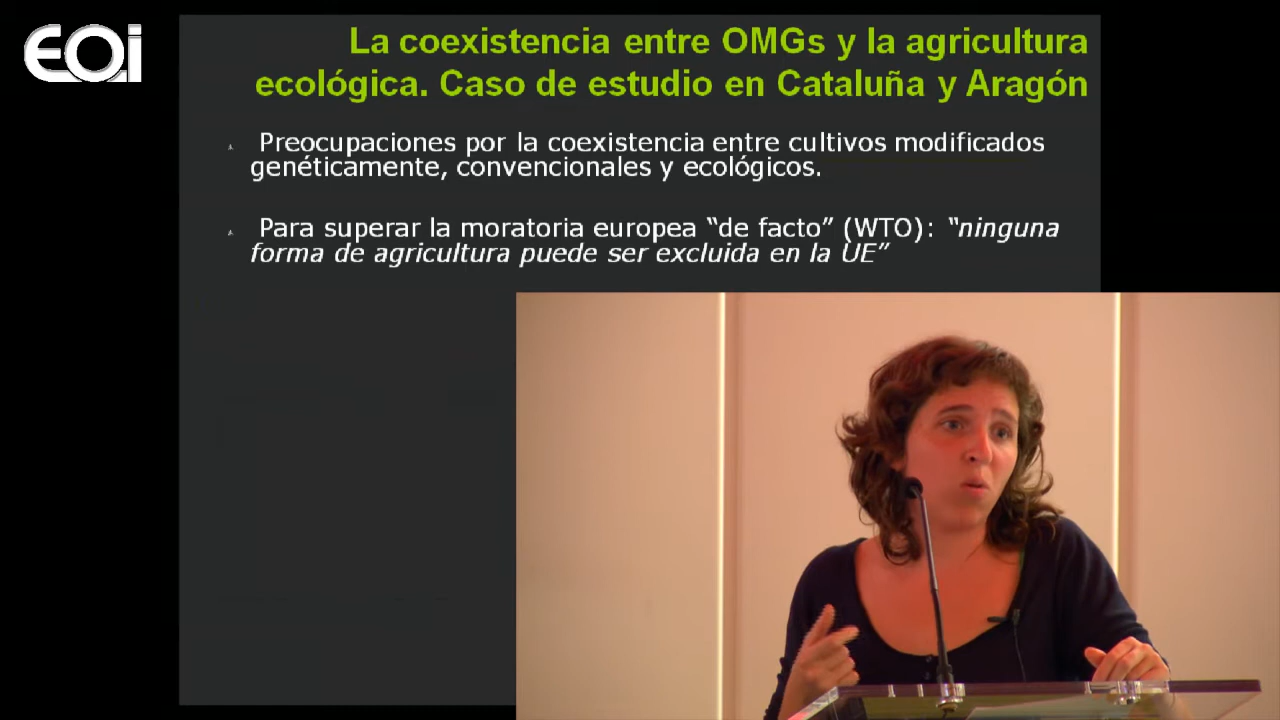 EOi
La coexistencia entre OMGs y la agricultura
ecológica. Caso de estudio en Cataluña y Aragón
Preocupaciones por la coexistencia entre cultivos modificados
genéticamente, convencionales y ecológicos.
Para superar la moratoria europea “de facto” (WTO): “ninguna
forma de agricultura puede ser excluida en la UE”